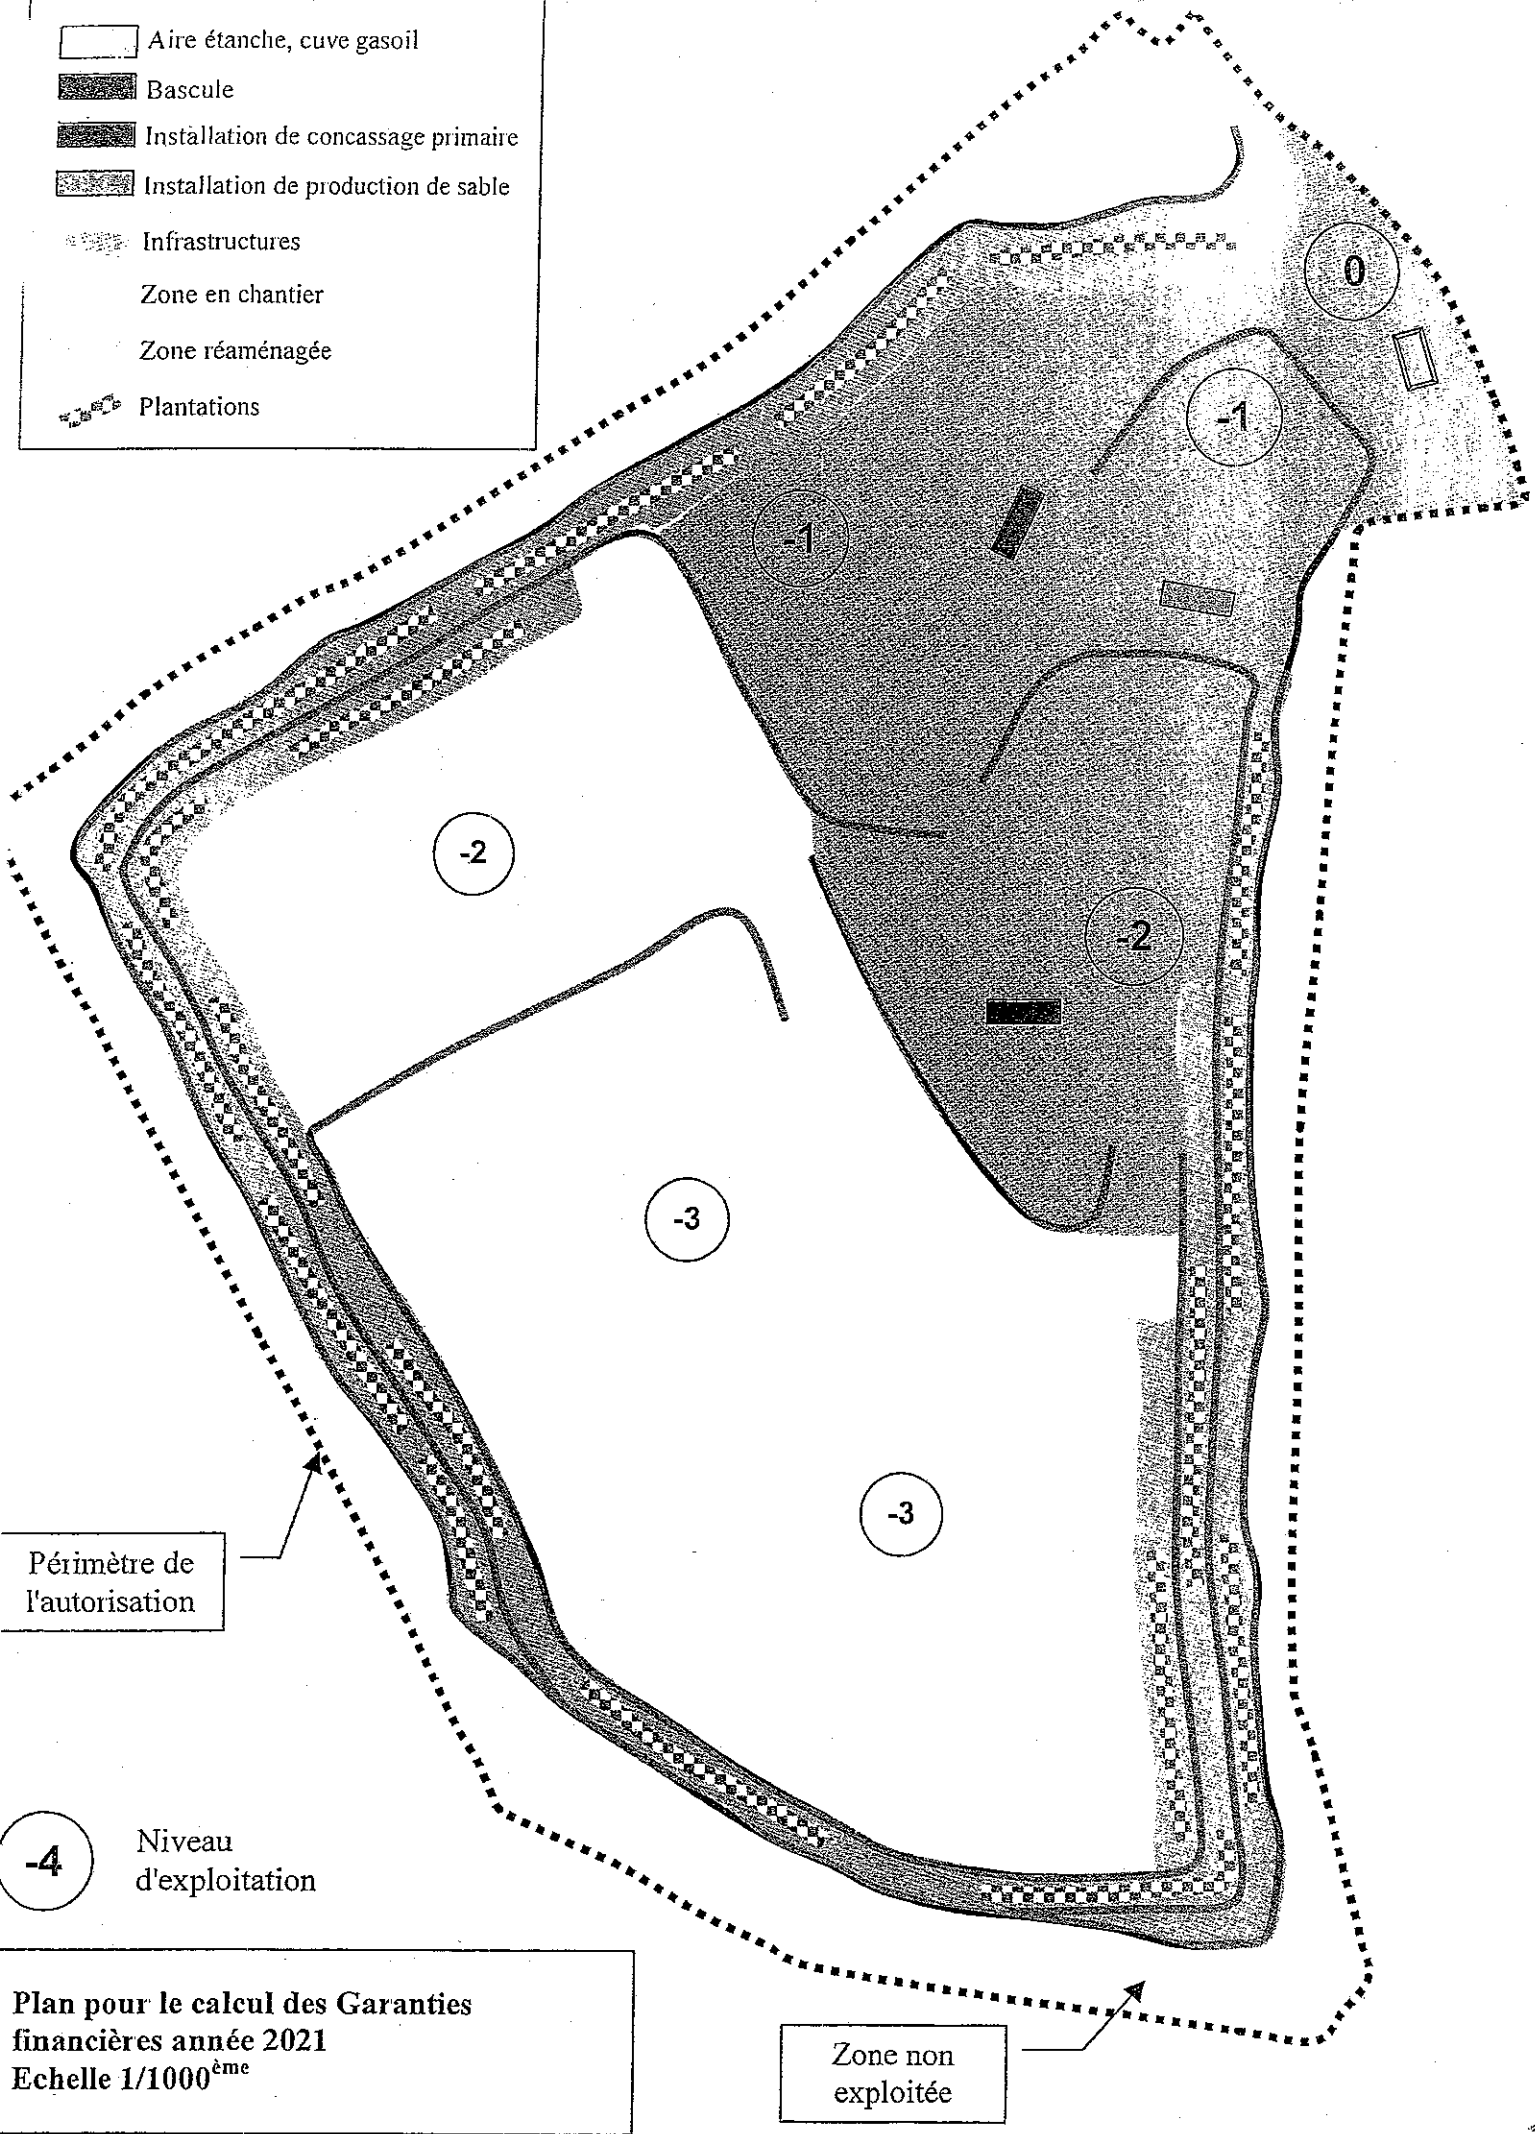 Aire étanche, cuve gasoil
Bascule
Installation de concassage primaire
Installation de production de sable
Infrastructures
Zone en chantier
Zone réaménagée
Plantations
0
-1
-1
-2
-2
-3
-3
Périmètre de
l'autorisation
-4
Niveau
d'exploitation
Plan pour le calcul des Garanties
financières année 2021
Echelle 1/1000ème
Zone non
exploitée